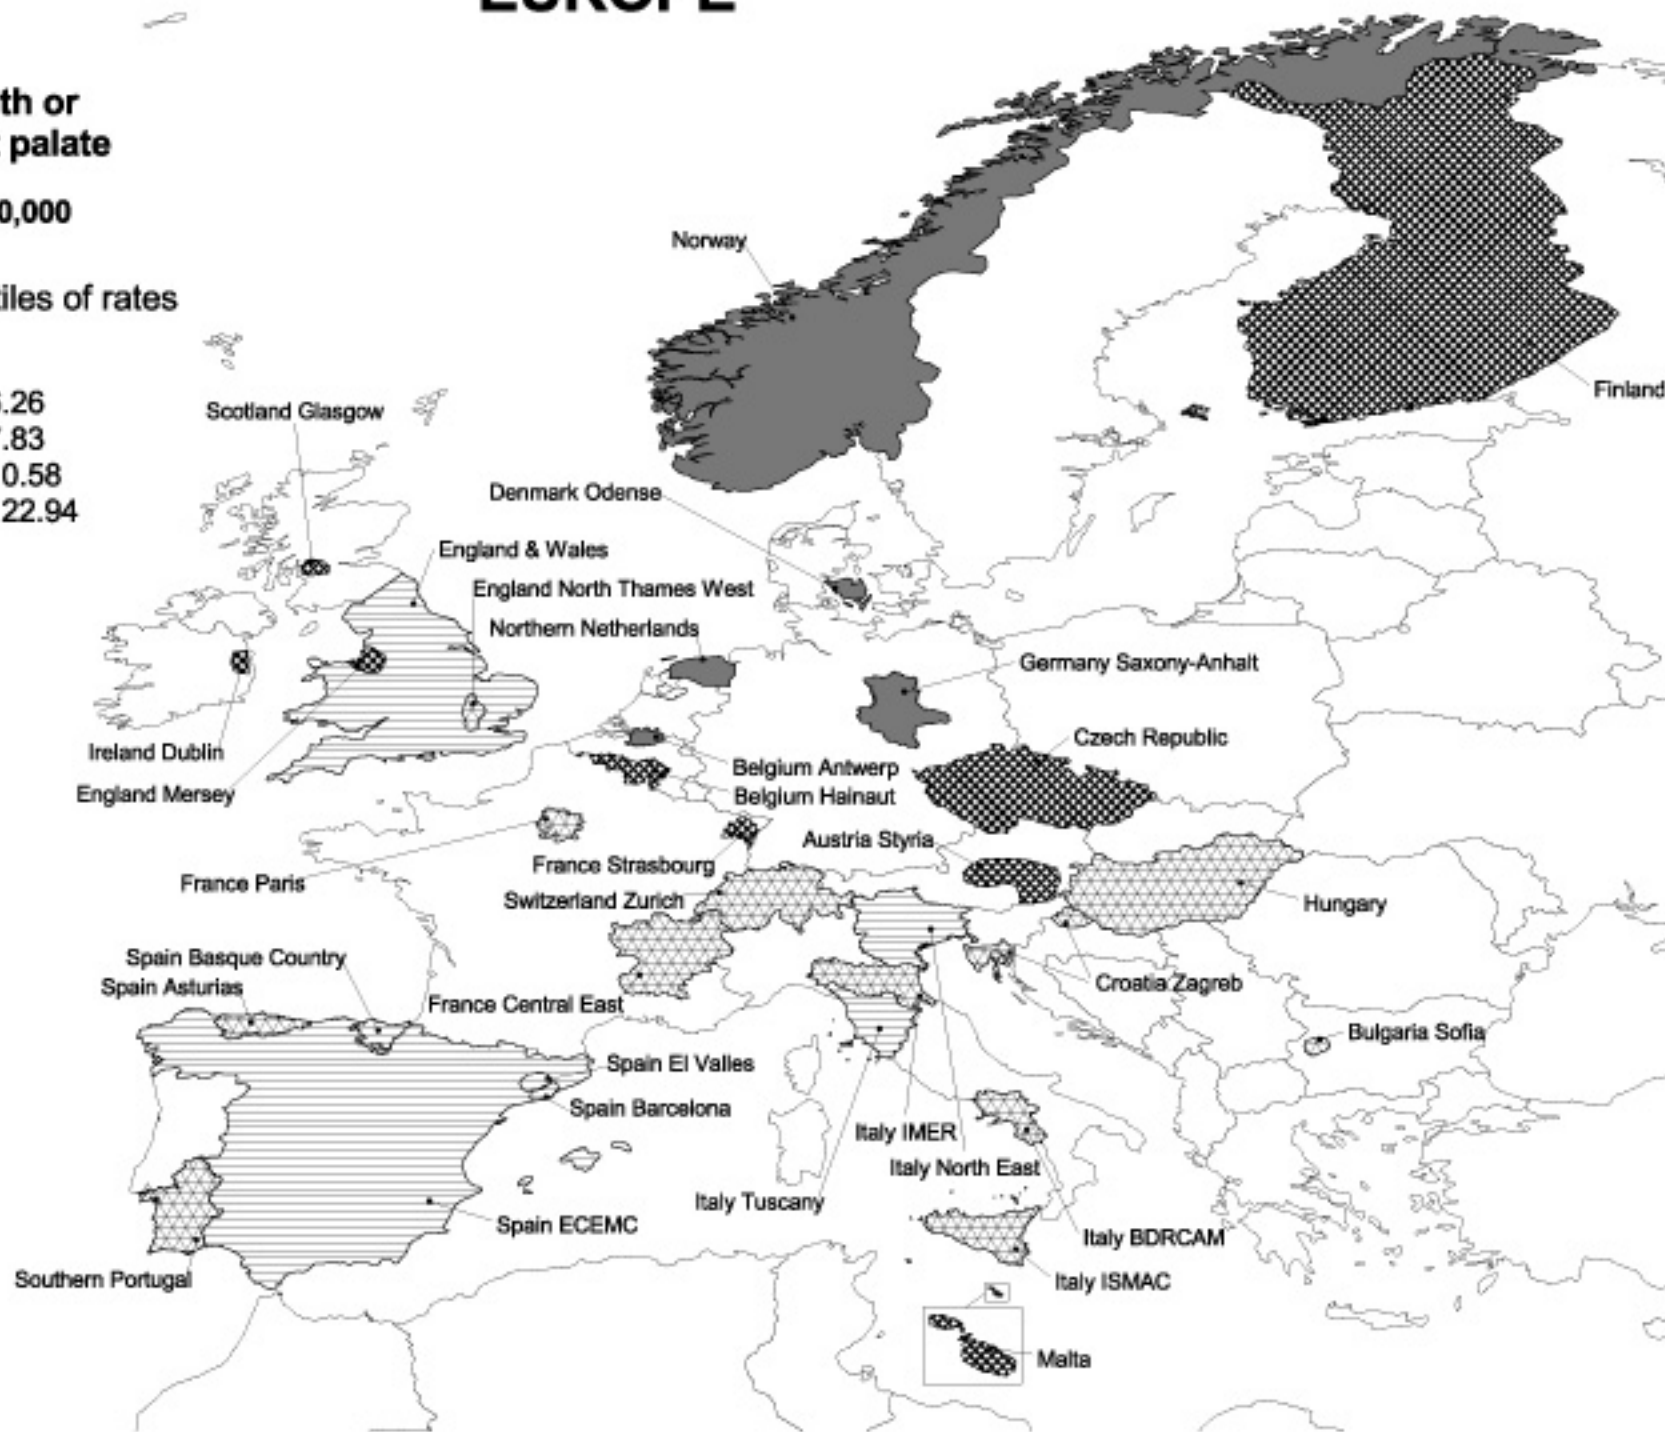 EUROPE
th or
palate
0,000
tiles of rates
.26
.83
0.58
22.94
Norway
Finland
Scotland Glasgow
Denmark Odense
England & Wales
England North Thames West
Northern Netherlands
Germany Saxony-Anhalt
Ireland Dublin
Czech Republic
Belgium Antwerp
England Mersey
Belgium Hainaut
Austria Styria
France Strasbourg
France Paris
Switzerland Zurich
Hungary
Spain Basque Country
Spain Asturias
Croatia Zagreb
France Central East
Bulgaria Sofia
Spain El Valles
Spain Barcelona
Italy IMER
Italy North East
Italy Tuscany
Spain ECEMC
Italy BDRCAM
Southern Portugal
Italy ISMAC
Malta